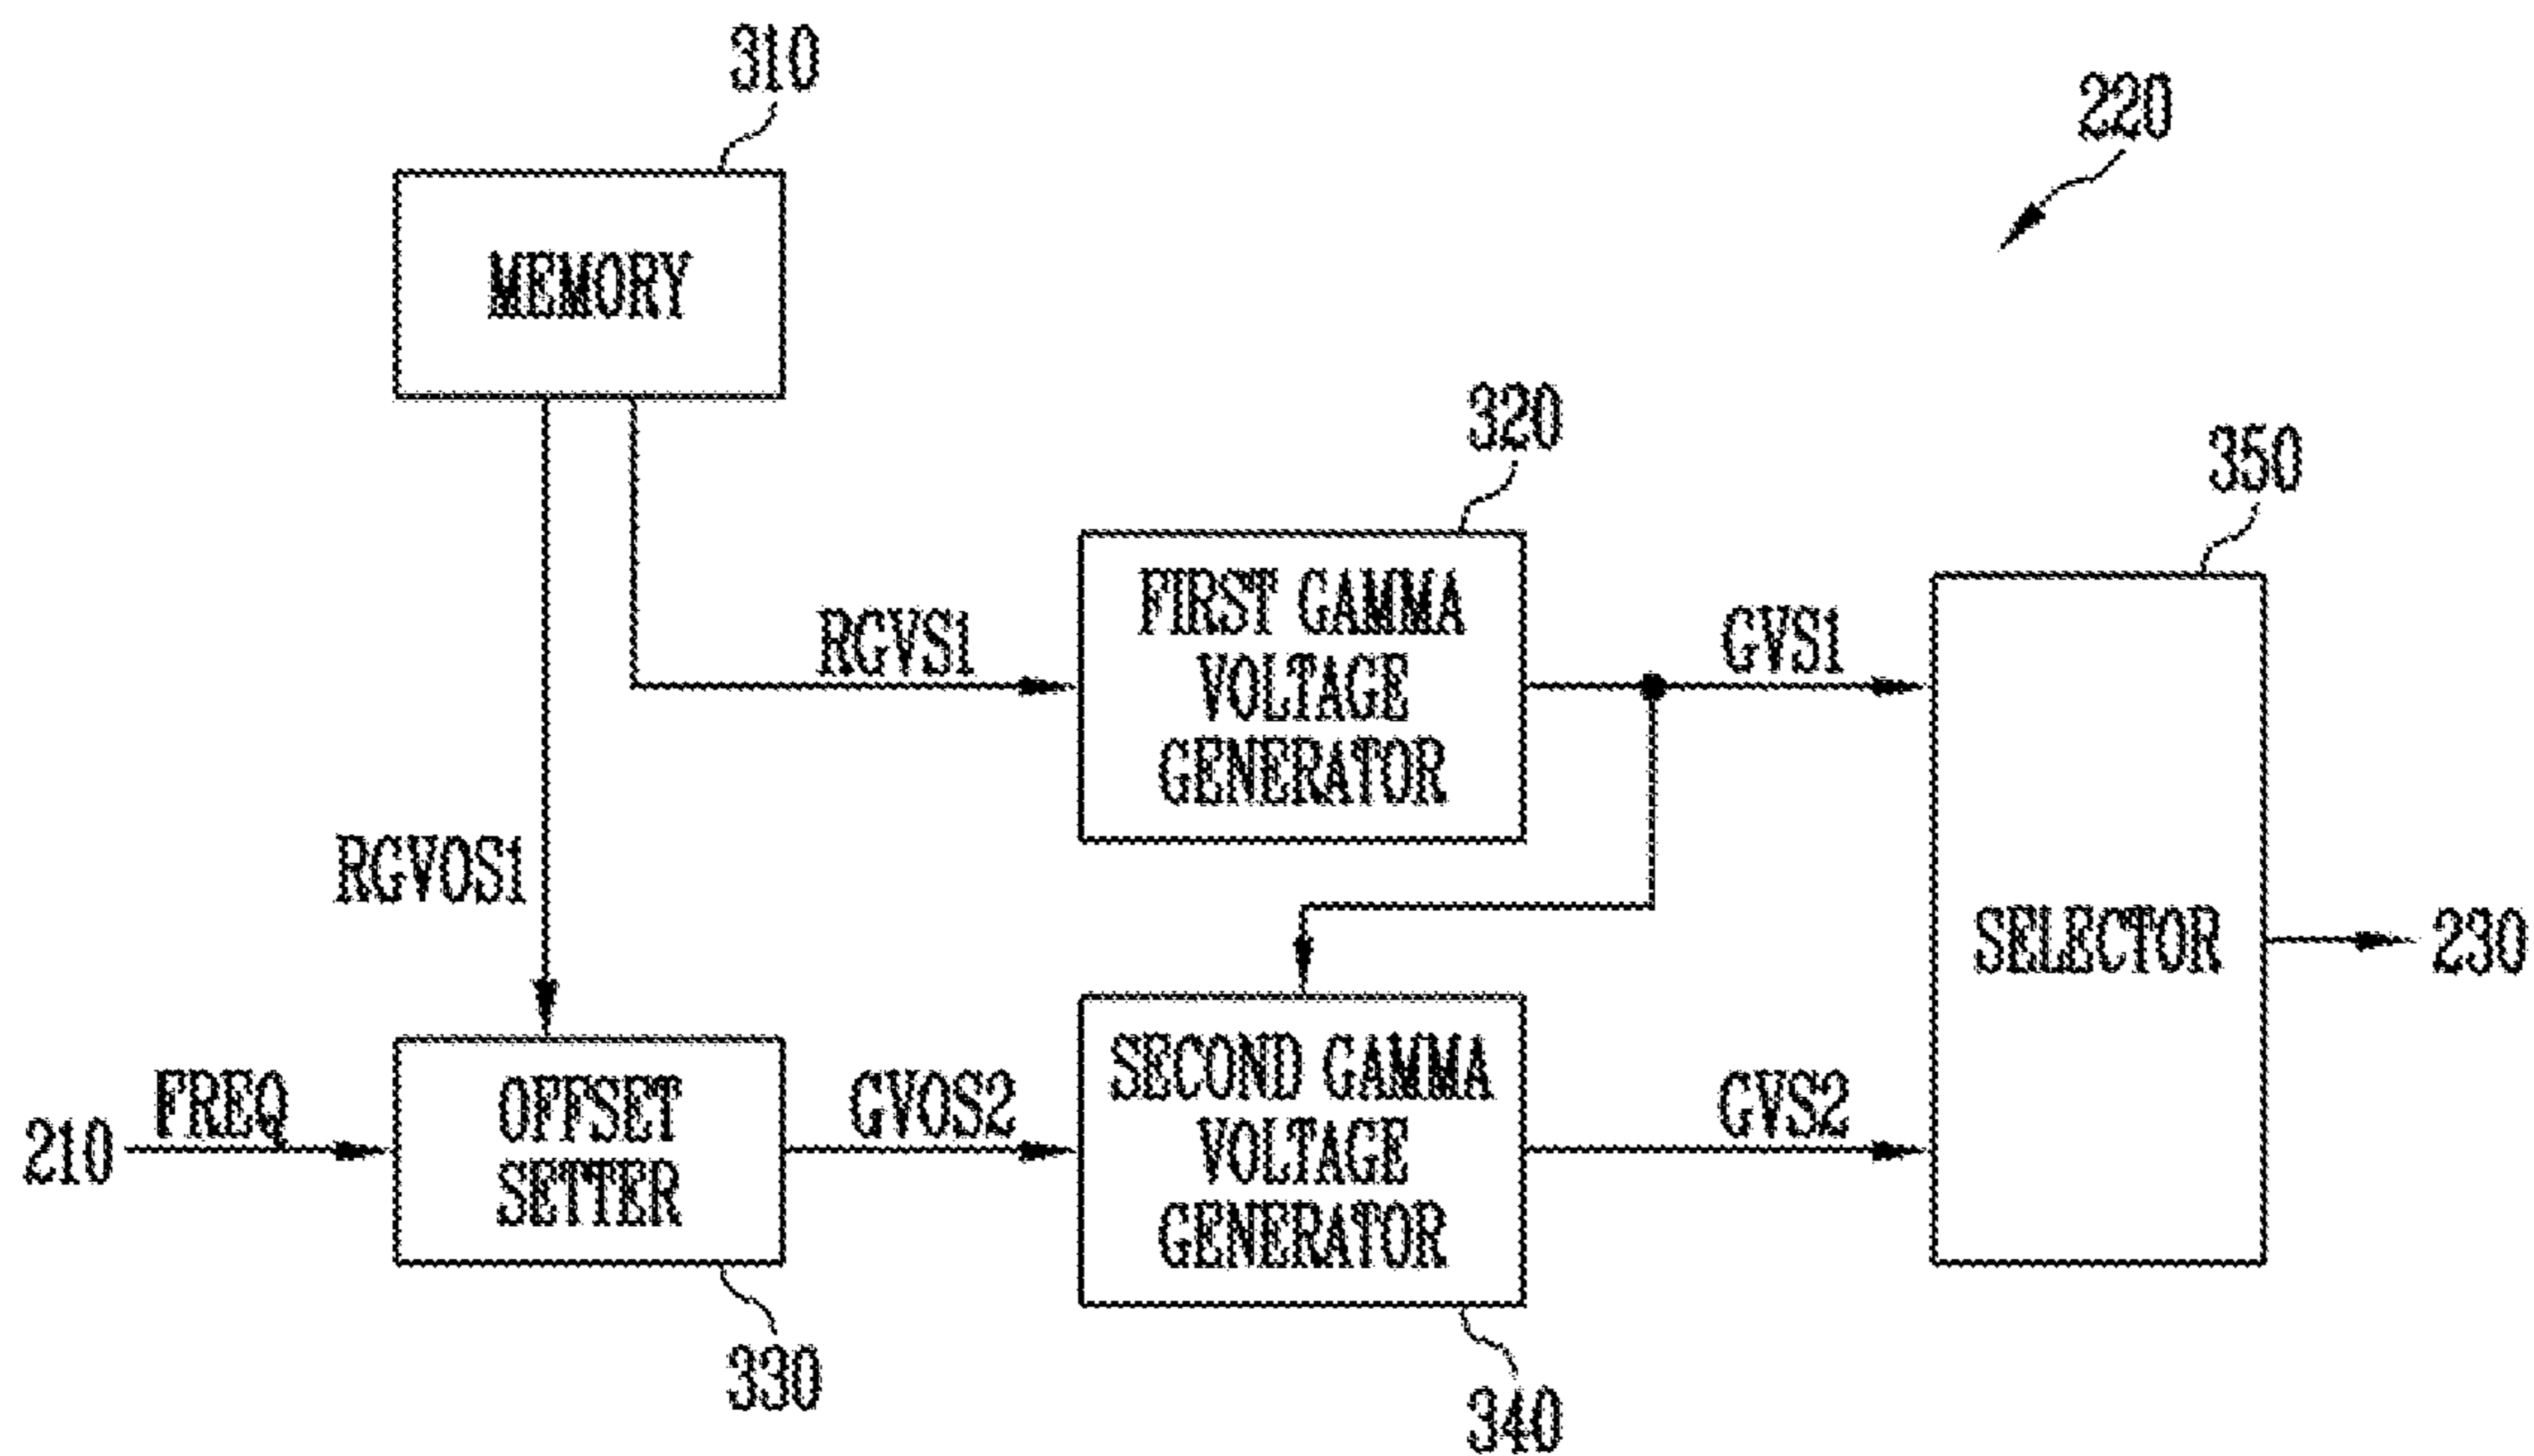 310
220
MEMORY
320
350
FIRST GAMMA
VOLTAGE
GENERATOR
RGVS1
GVS1
RGVOS1
SELECTOR
230
FREQ
210
OFFSET
SETTER
GVOS2
SECOND GAMMA
VOLTAGE
GENERATOR
GVS2
330
340